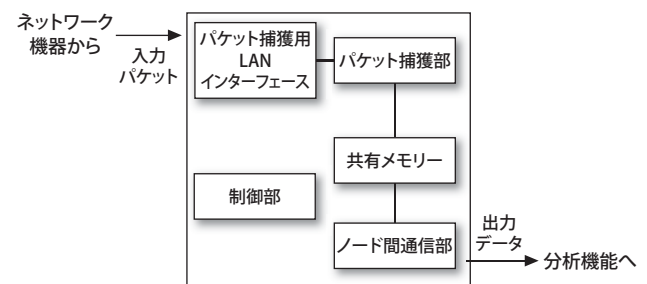 ネットワーク
機器から
入力
パケット
パケット捕獲用
LAN
インターフェース
パケット捕獲部
共有メモリー
制御部
ノード間通信部
出力
データ
分析機能へ